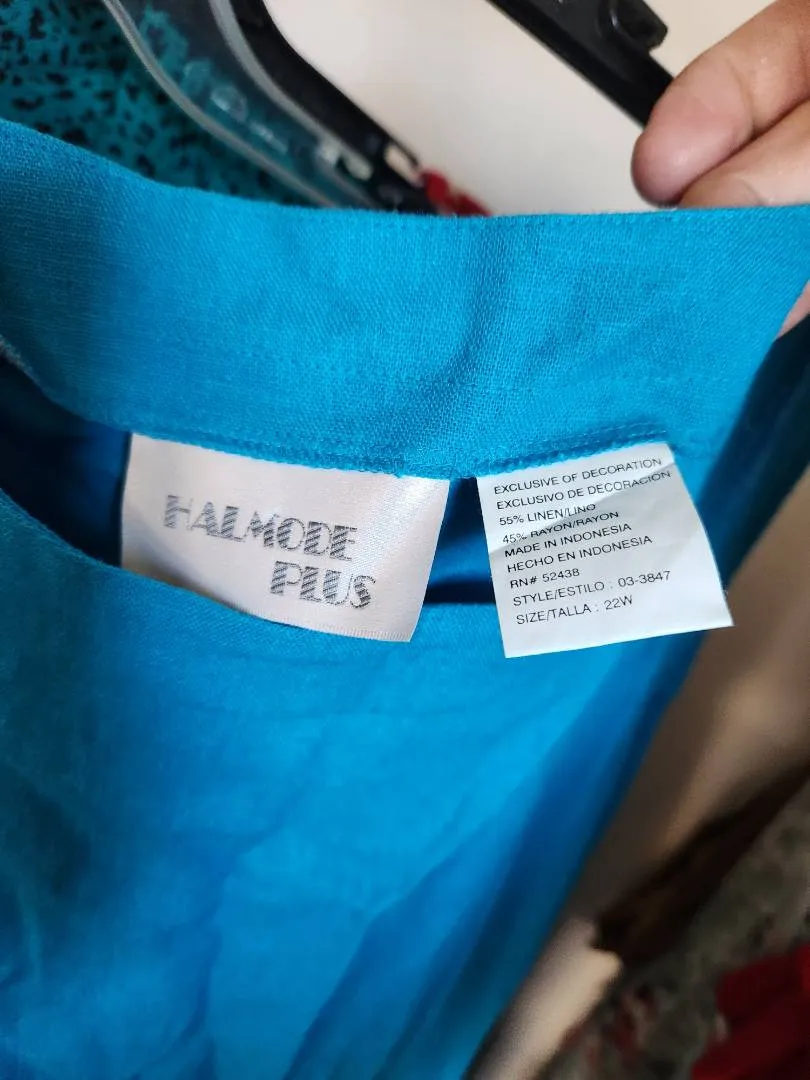 HALMODE
PLUS
EXCLUSIVE OF DECORATION
EXCLUSIVO DE DECORACION
55% LINEN/LINO
45% RAYON/RAYON
MADE IN INDONESIA
HECHO EN INDONESIA
RN# 52438
STYLE/ESTILO : 03-3847
SIZE/TALLA : 22W